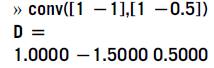 » conv([1 −1],[1 −0.5])
D =
1.0000 −1.5000 0.5000